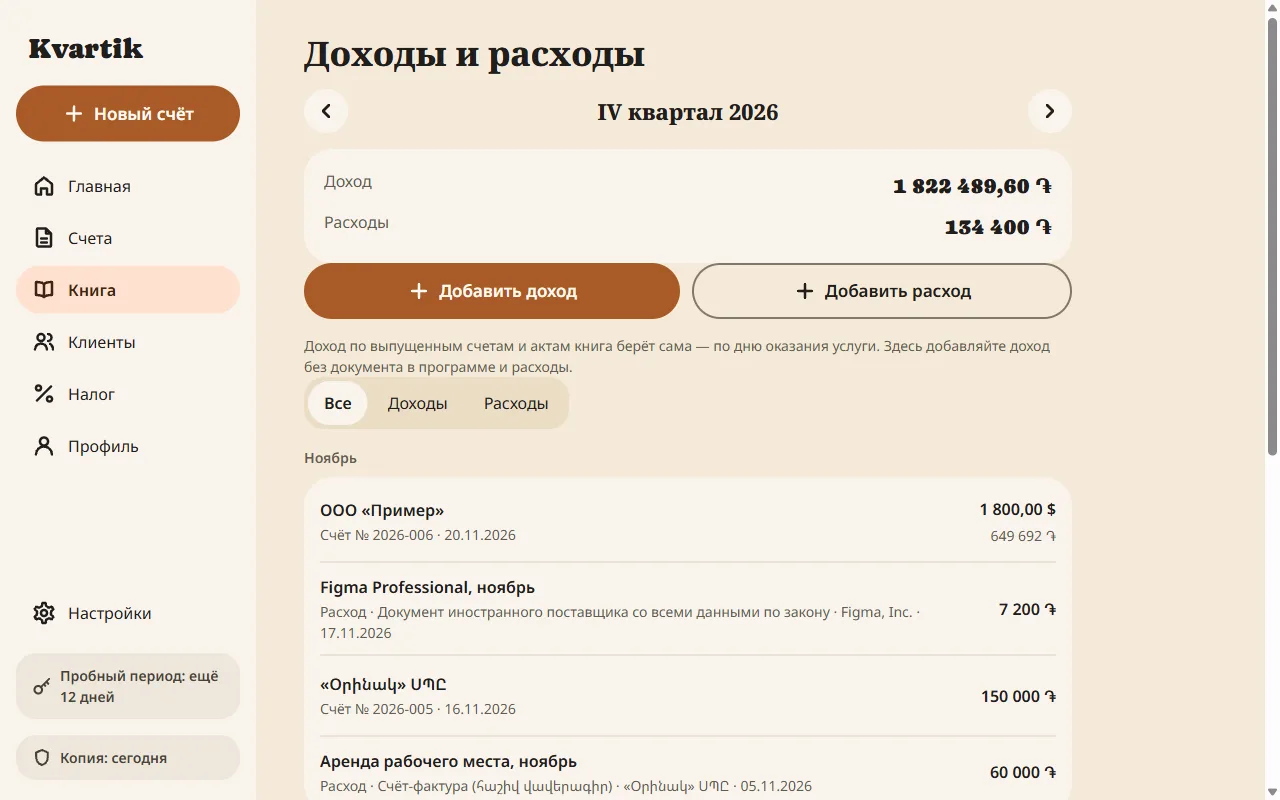 Kvartik
Новый счёт
Главная
Счета
Книга
Клиенты
Налог
Профиль
Настройки
Пробный период: ещё
12 дней
Копия: сегодня
Доходы и расходы
IV квартал 2026
Доход
1 822 489,60 ֏
Расходы
134 400 ֏
Добавить доход
Добавить расход
Доход по выпущенным счетам и актам книга берёт сама — по дню оказания услуги. Здесь добавляйте доход
без документа в программе и расходы.
Все
Доходы
Расходы
Ноябрь
ООО «Пример»
1 800,00 $
Счёт № 2026-006 · 20.11.2026
649 692 ֏
Figma Professional, ноябрь
Расход · Документ иностранного поставщика со всеми данными по закону · Figma, Inc. ·
17.11.2026
7 200 ֏
«Օրինակ» ՍՊԸ
Счёт № 2026-005 · 16.11.2026
150 000 ֏
Аренда рабочего места, ноябрь
Расход · Счёт-фактура (հաշիվ վավերագիր) · «Օրինակ» ՍՊԸ · 05.11.2026
60 000 ֏